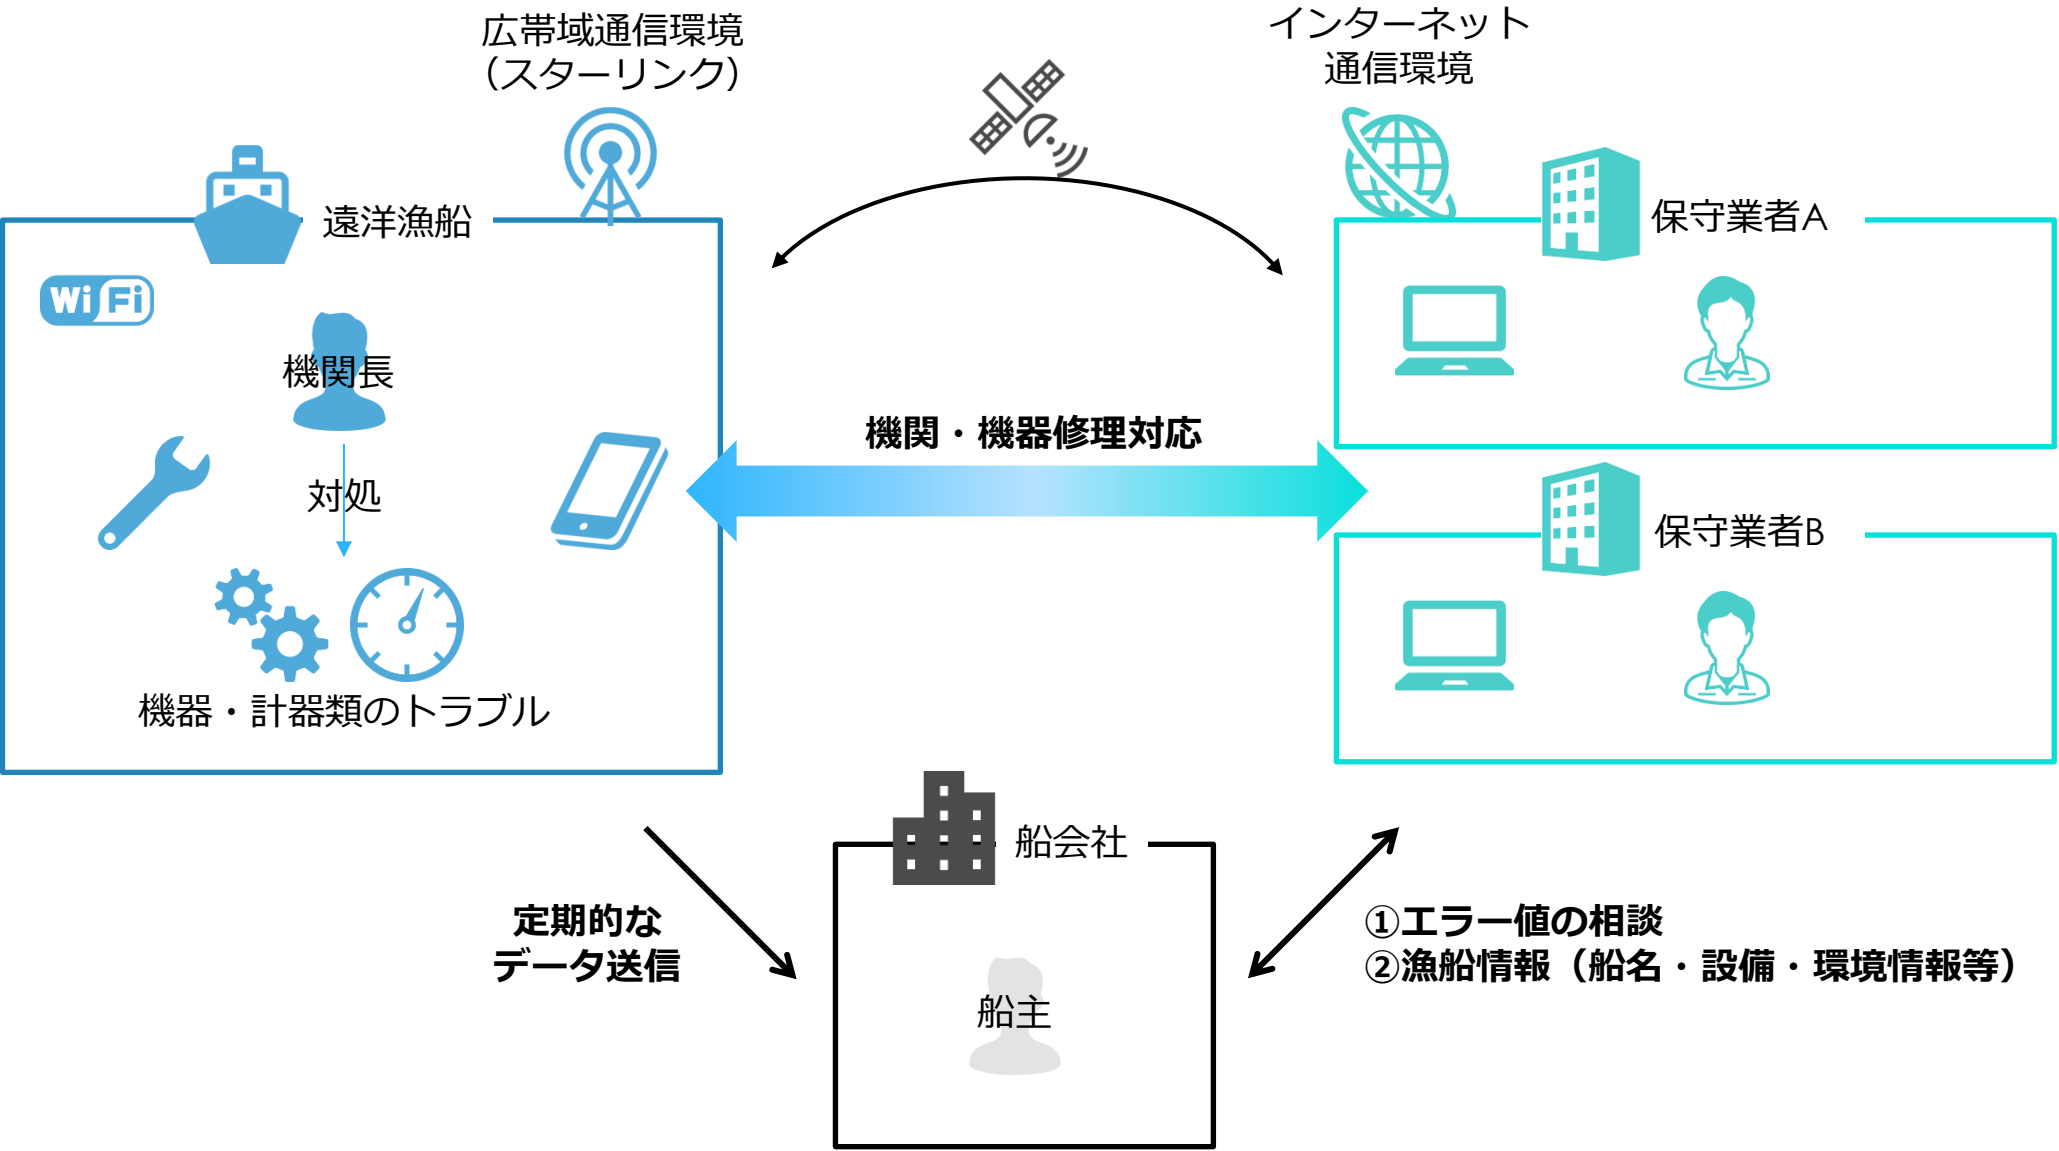 広帯域通信環境
（スターリンク）
インターネット
通信環境
遠洋漁船
保守業者A
WiFi
機関長
機関・機器修理対応
対処
保守業者B
機器・計器類のトラブル
船会社
定期的な
データ送信
①エラー値の相談
②漁船情報（船名・設備・環境情報等）
船主